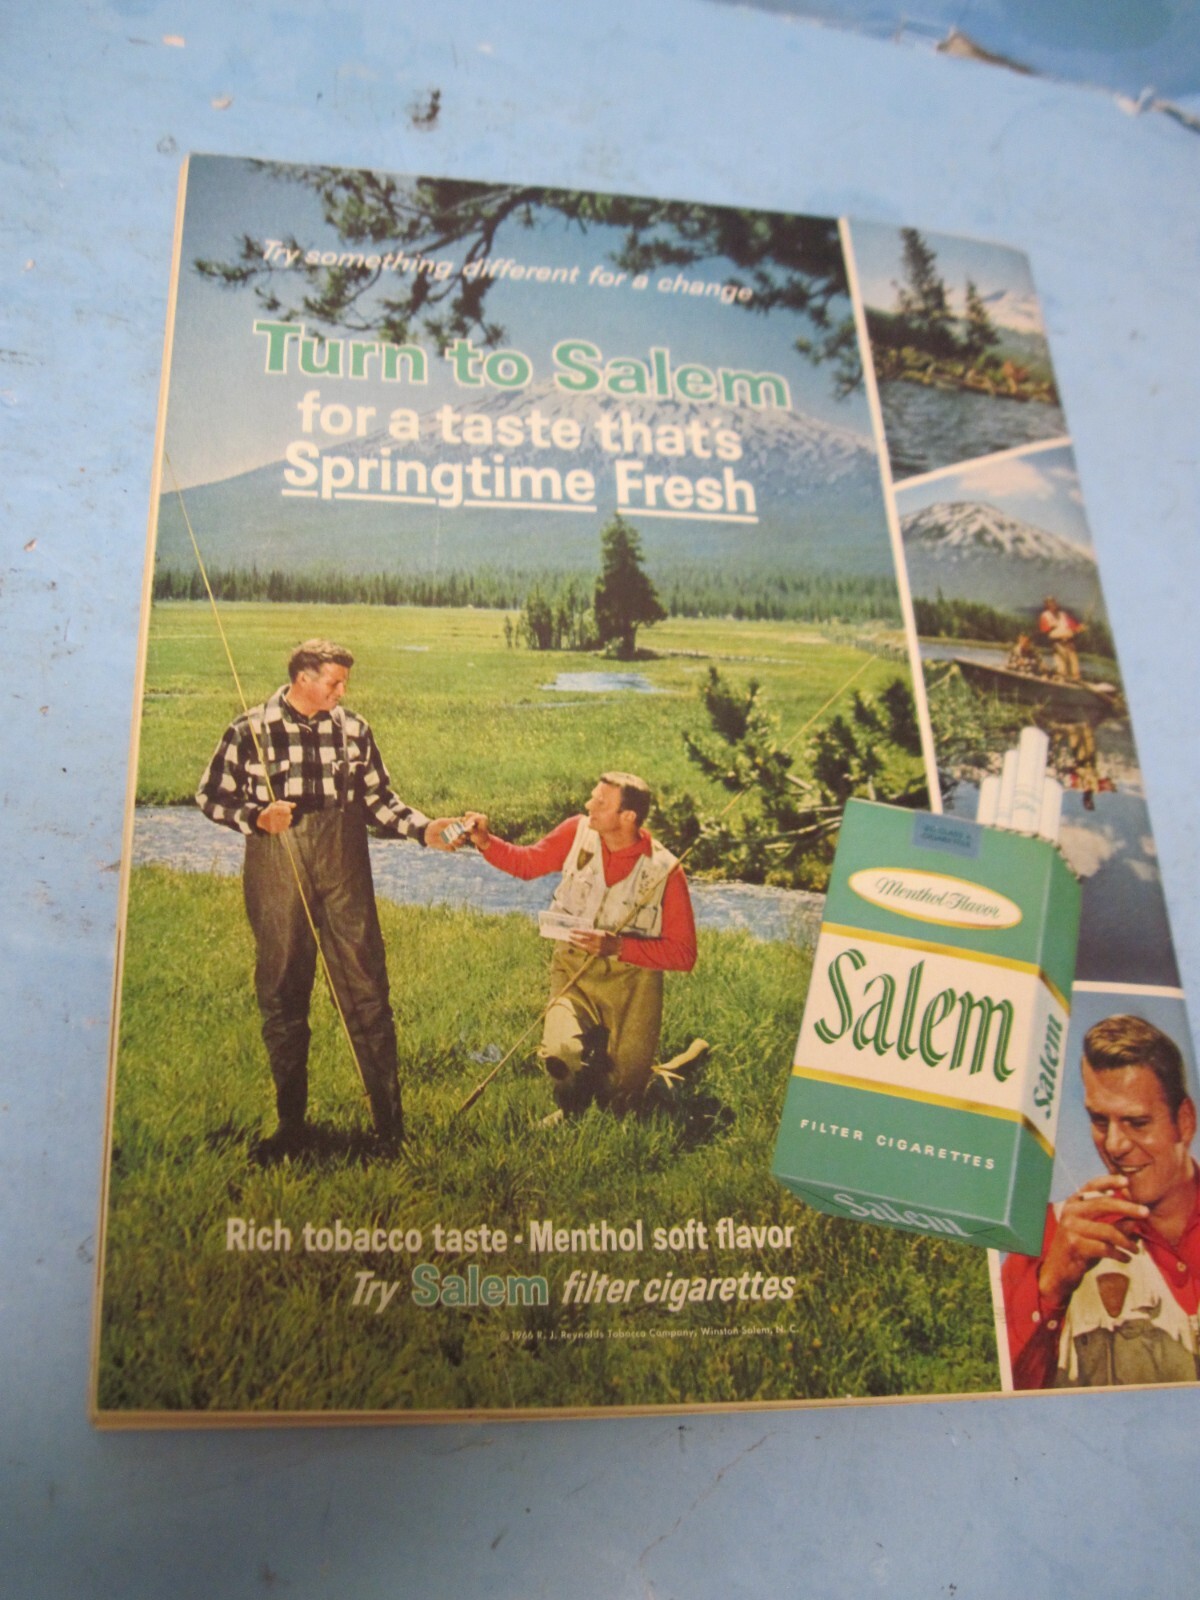 Try something different for a change
Turn to Salem
for a taste that's
Springtime Fresh
Menthol Flavor
Salem
Salem
FILTER CIGARETTES
Salem
Rich tobacco taste • Menthol soft flavor
Try Salem filter cigarettes
© 1966 R. J. Reynolds Tobacco Company, Winston Salem, N. C.